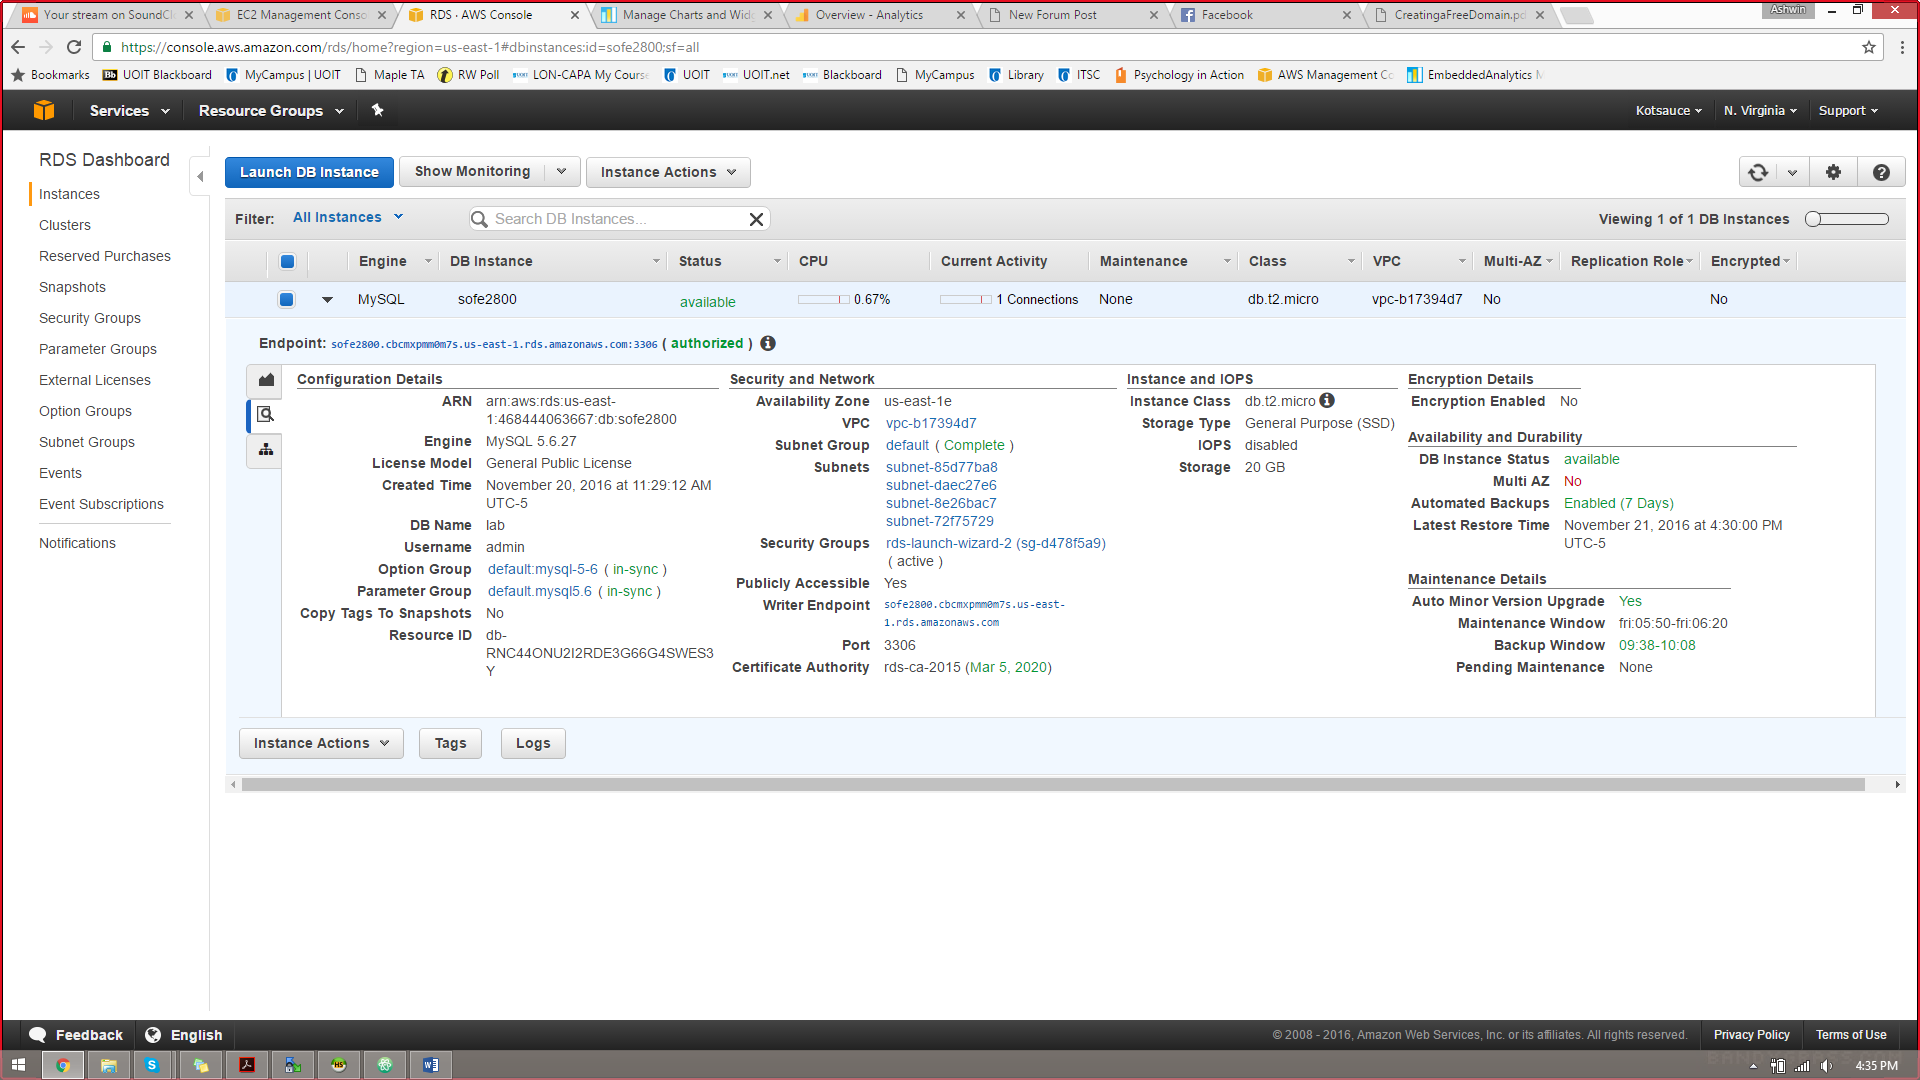 Your stream on SoundClo
EC2 Management Conso
RDS · AWS Console
Manage Charts and Widg
Overview - Analytics
New Forum Post
Facebook
CreatingaFreeDomain.pd
Ashwin
https://console.aws.amazon.com/rds/home?region=us-east-1#dbinstances:id=sofe2800;sf=all
Bookmarks
Bb UOIT Blackboard
MyCampus | UOIT
Maple TA
RW Poll
LON-CAPA My Course
UOIT
UOIT.net
Blackboard
MyCampus
Library
ITSC
Psychology in Action
AWS Management Co
EmbeddedAnalytics M
Services
Resource Groups
Kotsauce
N. Virginia
Support
RDS Dashboard
Instances
Clusters
Reserved Purchases
Snapshots
Security Groups
Parameter Groups
External Licenses
Option Groups
Subnet Groups
Events
Event Subscriptions
Notifications
Launch DB Instance
Show Monitoring
Instance Actions
Filter: All Instances
Search DB Instances...
Viewing 1 of 1 DB Instances
Engine DB Instance Status CPU Current Activity Maintenance Class VPC Multi-AZ Replication Role Encrypted
MySQL sofe2800 available 0.67% 1 Connections None db.t2.micro vpc-b17394d7 No No
Endpoint: sofe2800.cbcmxpmm0m7s.us-east-1.rds.amazonaws.com:3306 ( authorized )
Configuration Details
ARN arn:aws:rds:us-east-
1:468444063667:db:sofe2800
Engine MySQL 5.6.27
License Model General Public License
Created Time November 20, 2016 at 11:29:12 AM
UTC-5
DB Name lab
Username admin
Option Group default:mysql-5-6 ( in-sync )
Parameter Group default.mysql5.6 ( in-sync )
Copy Tags To Snapshots No
Resource ID db-
RNC44ONU2I2RDE3G66G4SWES3
Y
Security and Network
Availability Zone us-east-1e
VPC vpc-b17394d7
Subnet Group default ( Complete )
Subnets subnet-85d77ba8
subnet-daec27e6
subnet-8e26bac7
subnet-72f75729
Security Groups rds-launch-wizard-2 (sg-d478f5a9)
( active )
Publicly Accessible Yes
Writer Endpoint sofe2800.cbcmxpmm0m7s.us-east-
1.rds.amazonaws.com
Port 3306
Certificate Authority rds-ca-2015 (Mar 5, 2020)
Instance and IOPS
Instance Class db.t2.micro
Storage Type General Purpose (SSD)
IOPS disabled
Storage 20 GB
Encryption Details
Encryption Enabled No
Availability and Durability
DB Instance Status available
Multi AZ No
Automated Backups Enabled (7 Days)
Latest Restore Time November 21, 2016 at 4:30:00 PM
UTC-5
Maintenance Details
Auto Minor Version Upgrade Yes
Maintenance Window fri:05:50-fri:06:20
Backup Window 09:38-10:08
Pending Maintenance None
Instance Actions
Tags
Logs
Feedback
English
© 2008 - 2016, Amazon Web Services, Inc. or its affiliates. All rights reserved.
Privacy Policy
Terms of Use
4:35 PM